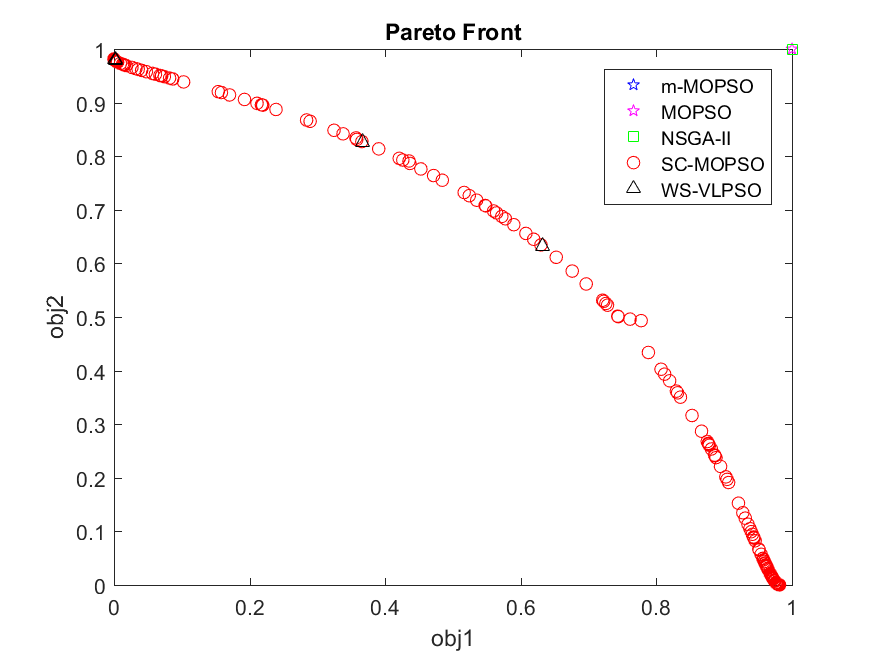 Pareto Front
1
0.9
0.8
0.7
0.6
0.5
0.4
0.3
0.2
0.1
0
obj2
m-MOPSO
MOPSO
NSGA-II
SC-MOPSO
WS-VLPSO
0 0.2 0.4 0.6 0.8 1
obj1